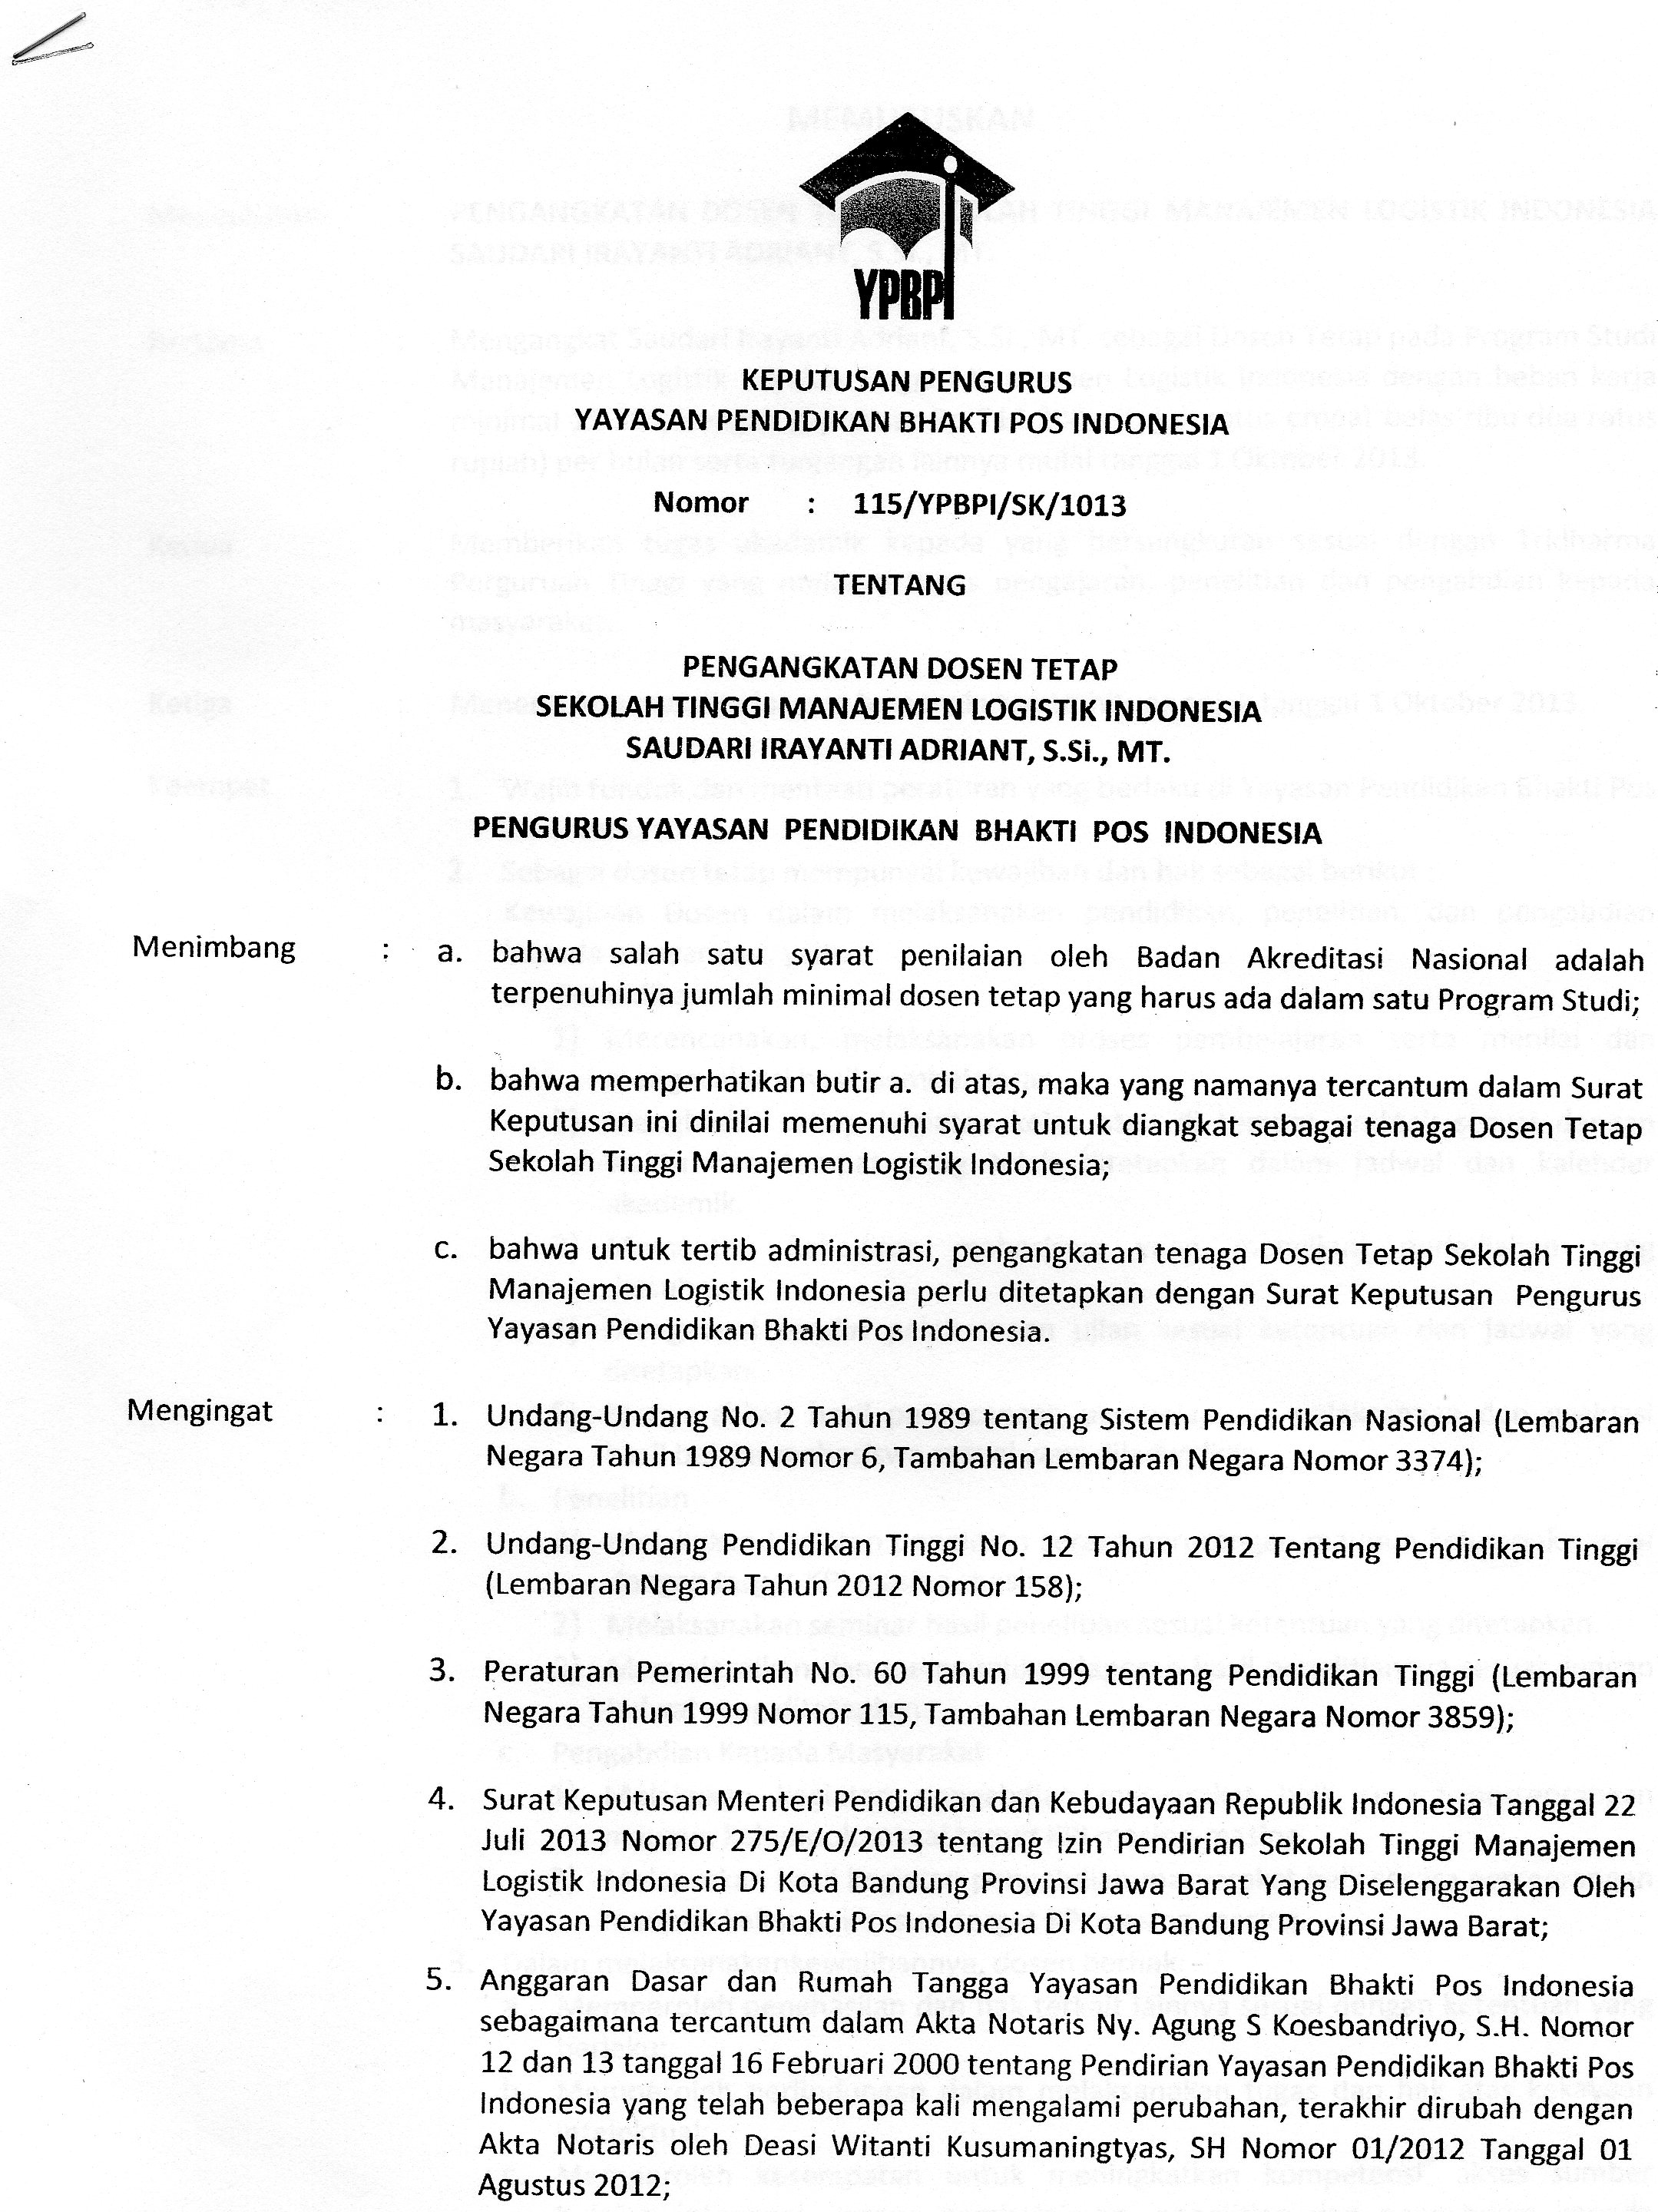 YPBPI
KEPUTUSAN PENGURUS
YAYASAN PENDIDIKAN BHAKTI POS INDONESIA
Nomor : 115/YPBPI/SK/1013
TENTANG
PENGANGKATAN DOSEN TETAP
SEKOLAH TINGGI MANAJEMEN LOGISTIK INDONESIA
SAUDARI IRAYANTI ADRIANT, S.Si., MT.
PENGURUS YAYASAN PENDIDIKAN BHAKTI POS INDONESIA
Menimbang : a. bahwa salah satu syarat penilaian oleh Badan Akreditasi Nasional adalah
terpenuhinya jumlah minimal dosen tetap yang harus ada dalam satu Program Studi;
b. bahwa memperhatikan butir a. di atas, maka yang namanya tercantum dalam Surat
Keputusan ini dinilai memenuhi syarat untuk diangkat sebagai tenaga Dosen Tetap
Sekolah Tinggi Manajemen Logistik Indonesia;
c. bahwa untuk tertib administrasi, pengangkatan tenaga Dosen Tetap Sekolah Tinggi
Manajemen Logistik Indonesia perlu ditetapkan dengan Surat Keputusan Pengurus
Yayasan Pendidikan Bhakti Pos Indonesia.
Mengingat : 1. Undang-Undang No. 2 Tahun 1989 tentang Sistem Pendidikan Nasional (Lembaran
Negara Tahun 1989 Nomor 6, Tambahan Lembaran Negara Nomor 3374);
2. Undang-Undang Pendidikan Tinggi No. 12 Tahun 2012 Tentang Pendidikan Tinggi
(Lembaran Negara Tahun 2012 Nomor 158);
3. Peraturan Pemerintah No. 60 Tahun 1999 tentang Pendidikan Tinggi (Lembaran
Negara Tahun 1999 Nomor 115, Tambahan Lembaran Negara Nomor 3859);
4. Surat Keputusan Menteri Pendidikan dan Kebudayaan Republik Indonesia Tanggal 22
Juli 2013 Nomor 275/E/O/2013 tentang Izin Pendirian Sekolah Tinggi Manajemen
Logistik Indonesia Di Kota Bandung Provinsi Jawa Barat Yang Diselenggarakan Oleh
Yayasan Pendidikan Bhakti Pos Indonesia Di Kota Bandung Provinsi Jawa Barat;
5. Anggaran Dasar dan Rumah Tangga Yayasan Pendidikan Bhakti Pos Indonesia
sebagaimana tercantum dalam Akta Notaris Ny. Agung S Koesbandriyo, S.H. Nomor
12 dan 13 tanggal 16 Februari 2000 tentang Pendirian Yayasan Pendidikan Bhakti Pos
Indonesia yang telah beberapa kali mengalami perubahan, terakhir dirubah dengan
Akta Notaris oleh Deasi Witanti Kusumaningtyas, SH Nomor 01/2012 Tanggal 01
Agustus 2012;